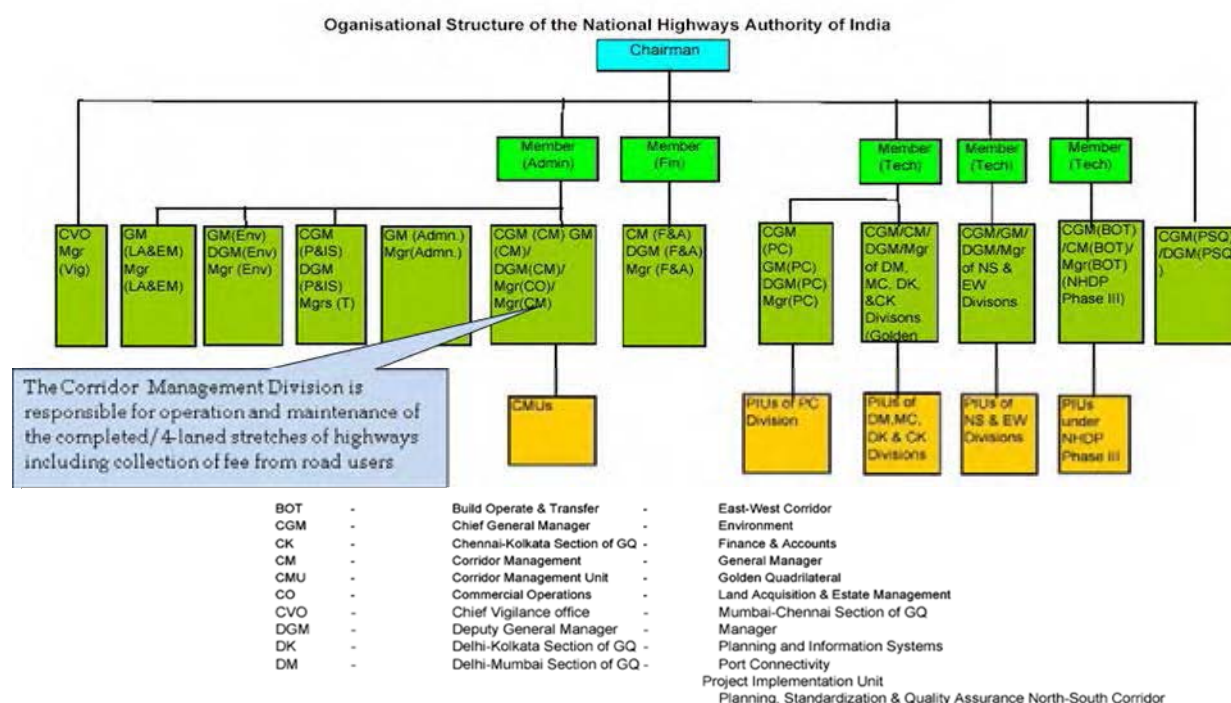 Oganisational Structure of the National Highways Authority of India
Chairman
Member
(Admin)
Member
(Fin)
Member
(Tech)
Member
(Tech)
Member
(Tech)
CVO
Mgr
(Vig)
GM
(LA&EM)
Mgr
(LA&EM)
GM(Env)
DGM(Env)
Mgr (Env)
CGM
(P&IS)
DGM
(P&IS)
Mgrs (T)
GM (Admn.)
Mgr(Admn.)
CGM (CM) GM
(CM)/
DGM(CM)/
Mgr(CO)/
Mgr(CM)
CM (F&A)
DGM (F&A)
Mgr (F&A)
CGM
(PC)
GM(PC)
DGM(PC)
Mgr(PC)
CGM/CM/
DGM/Mgr
of DM,
MC, DK,
&CK
Divisons
(Golden
CGM/GM/
DGM/Mgr
of NS &
EW
Divisons
CGM(BOT)
/CM(BOT)/
Mgr(BOT)
(NHDP
Phase III)
CGM(PSQ)
/DGM(PSQ
)
The Corridor Management Division is
responsible for operation and maintenance of
the completed/4-laned stretches of highways
including collection of fee from road users
CMUs
PIUs of PC
Division
PIUs of
DM,MC,
DK & CK
Divisions
PIUs of
NS & EW
Divisions
PIUs
under
NHDP
Phase III
BOT - Build Operate & Transfer - East-West Corridor
CGM - Chief General Manager - Environment
CK - Chennai-Kolkata Section of GQ - Finance & Accounts
CM - Corridor Management - General Manager
CMU - Corridor Management Unit - Golden Quadrilateral
CO - Commercial Operations - Land Acquisition & Estate Management
CVO - Chief Vigilance office - Mumbai-Chennai Section of GQ
DGM - Deputy General Manager - Manager
DK - Delhi-Kolkata Section of GQ - Planning and Information Systems
DM - Delhi-Mumbai Section of GQ - Port Connectivity
Project Implementation Unit
Planning, Standardization & Quality Assurance North-South Corridor